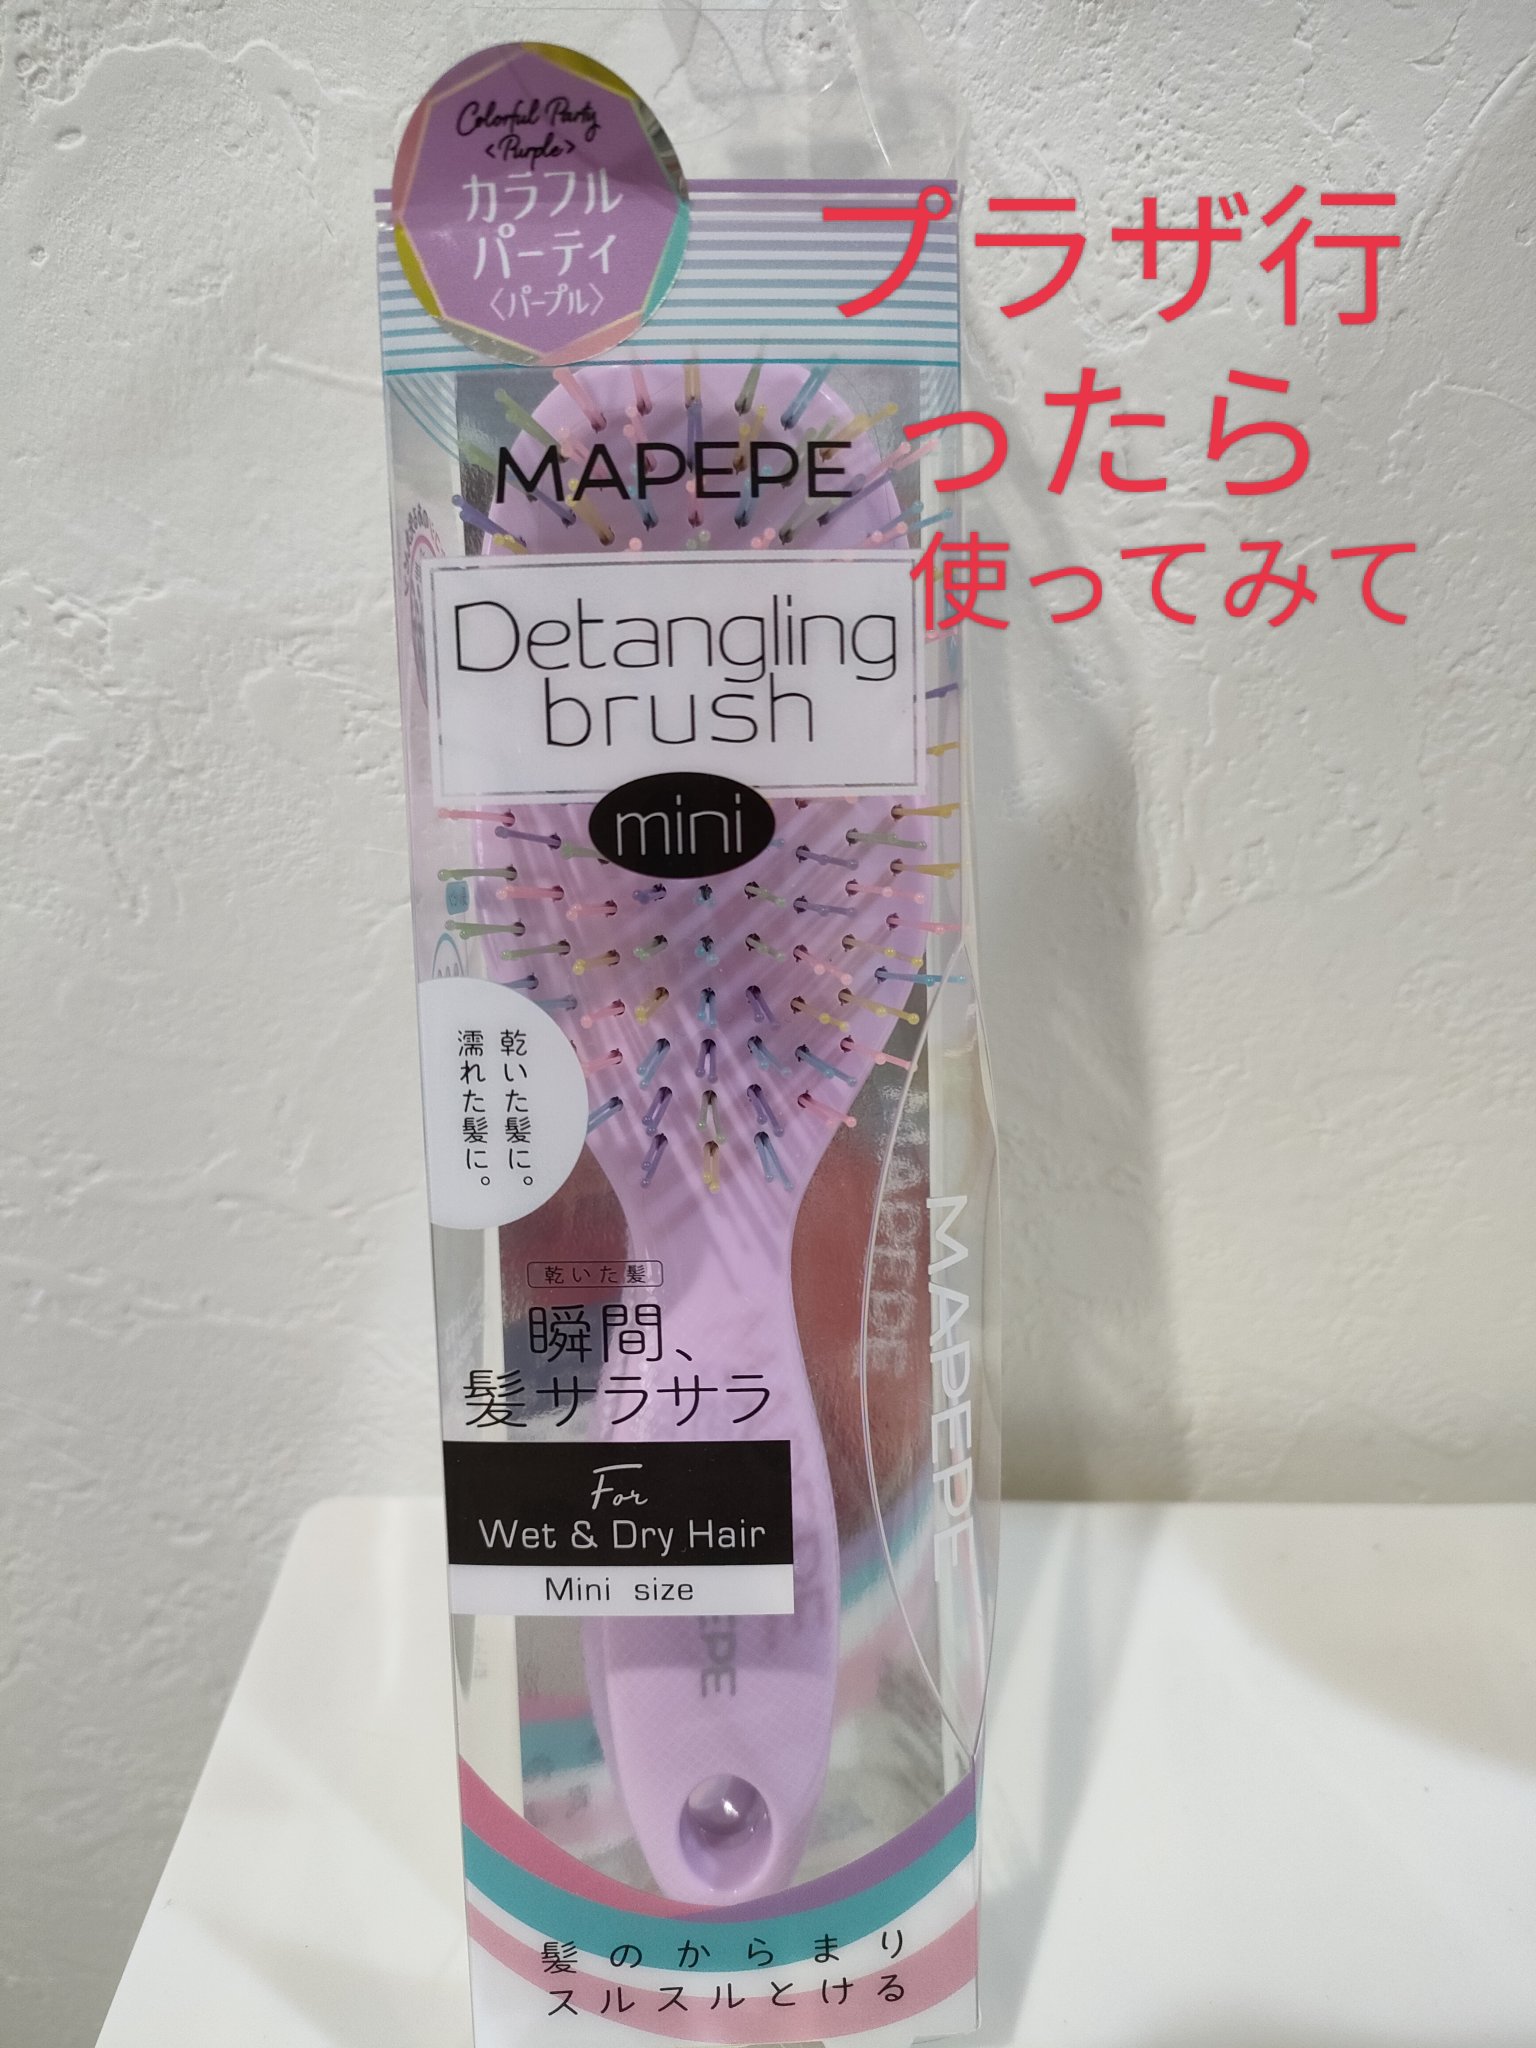 Colorful Party
<Purple>
カラフル
パーティ
〈パープル〉
プラザ行
ったら
使ってみて
MAPEPE
Detangling
brush
mini
乾いた髪に。
濡れた髪に。
乾いた髪
瞬間、
髪サラサラ
For
Wet & Dry Hair
Mini size
MAPEPE
髪のからまり
スルスルとける